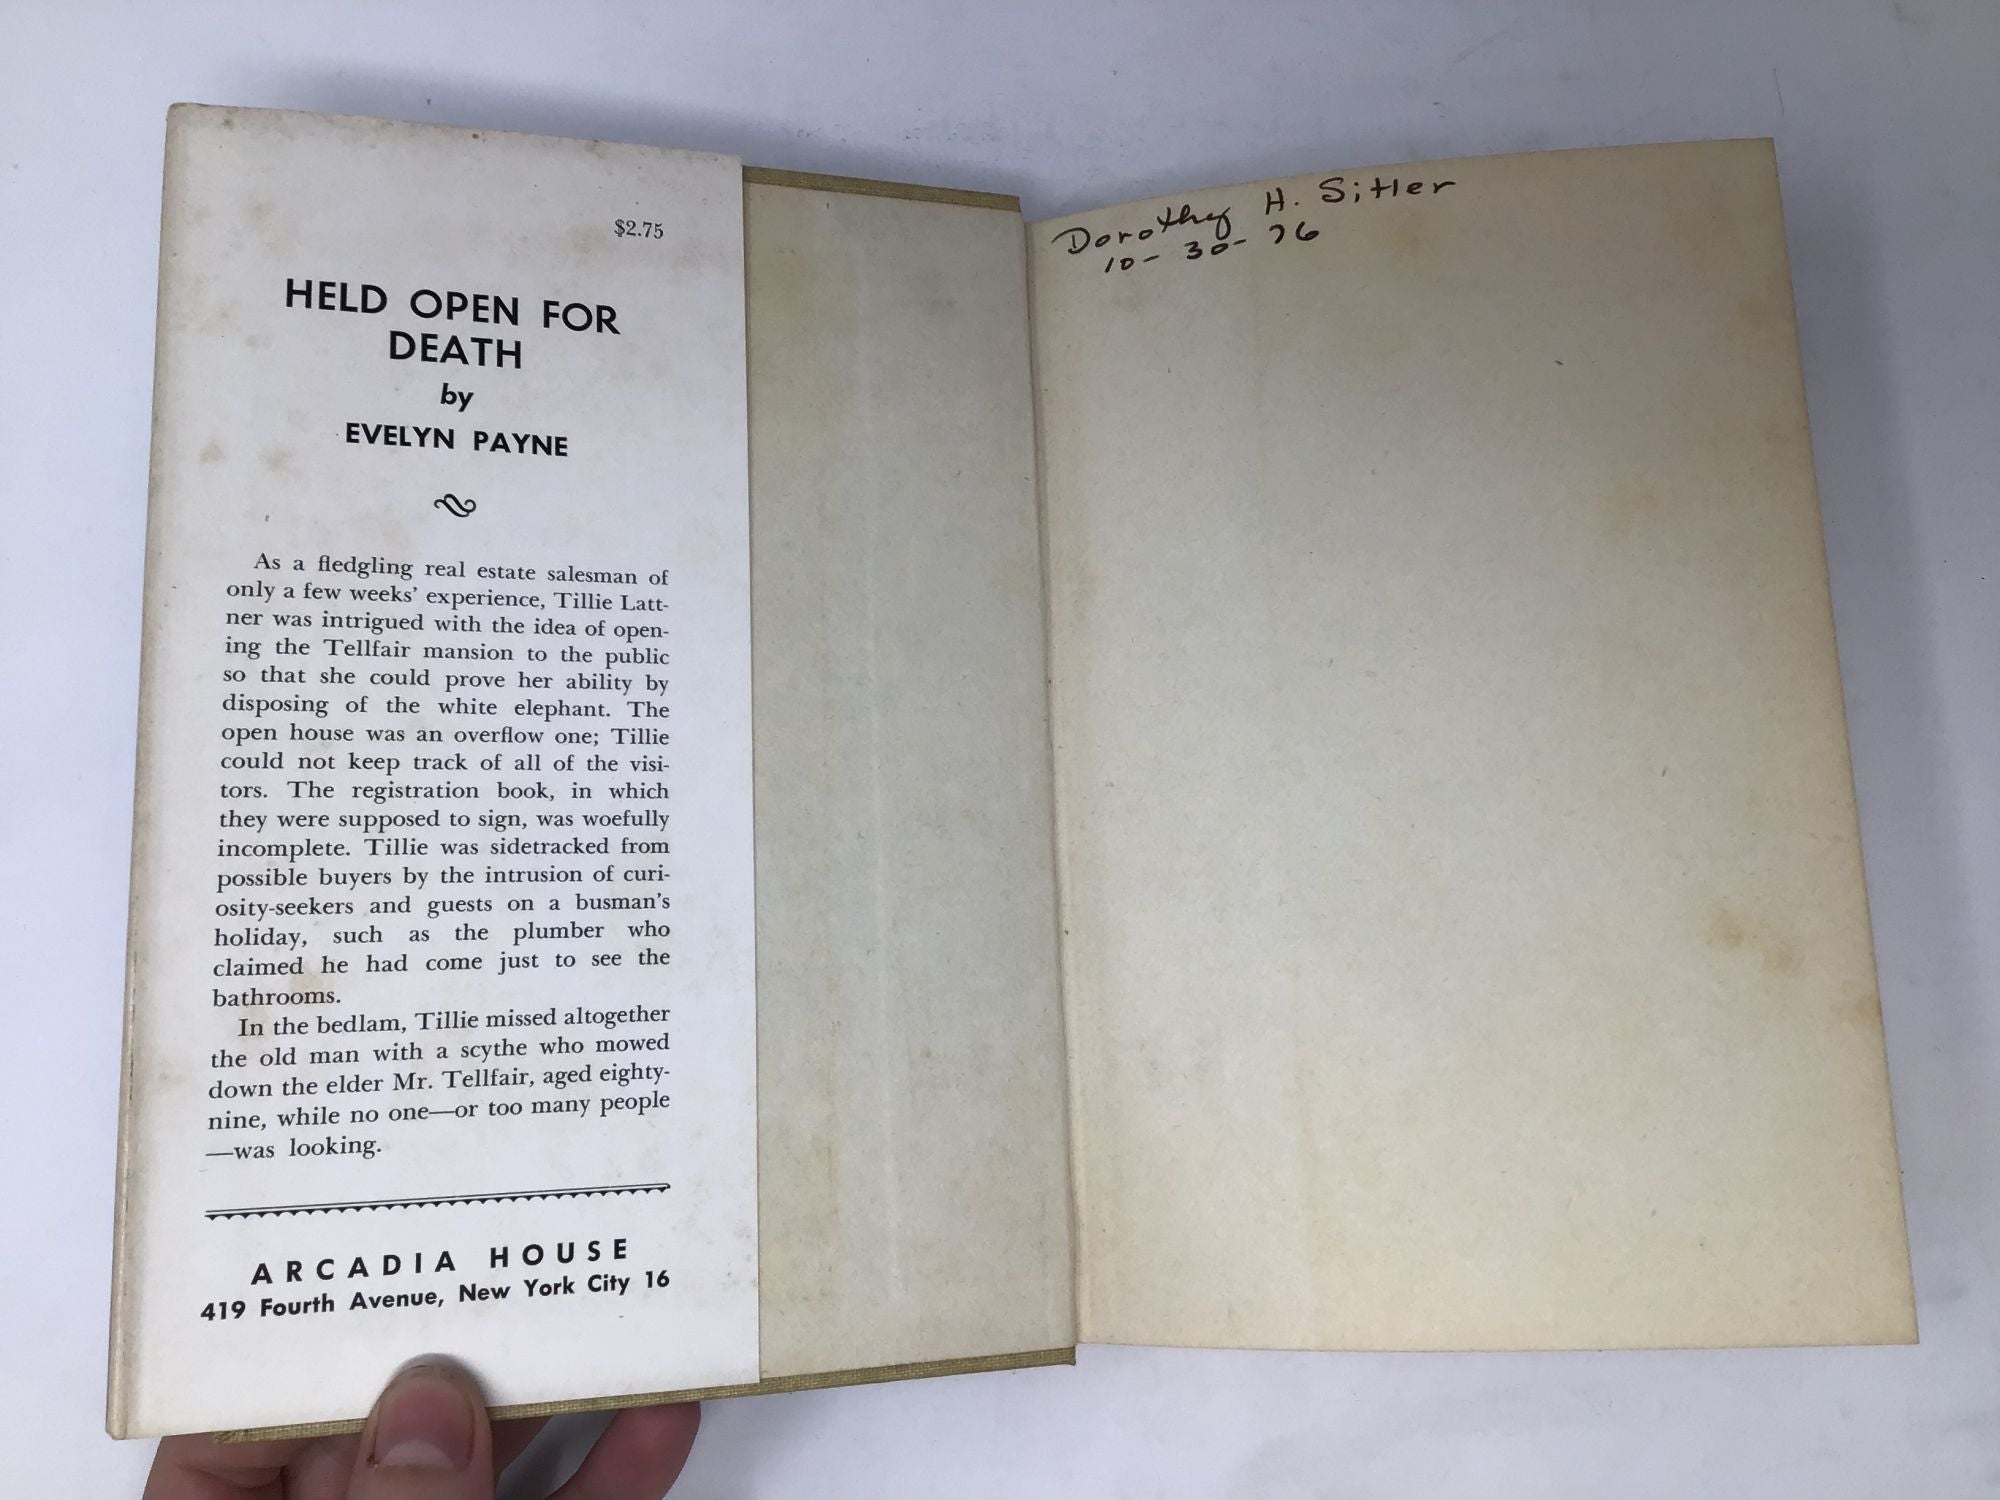 $2.75
HELD OPEN FOR
DEATH
by
EVELYN PAYNE
As a fledgling real estate salesman of
only a few weeks’ experience, Tillie Latt-
ner was intrigued with the idea of open-
ing the Tellfair mansion to the public
so that she could prove her ability by
disposing of the white elephant. The
open house was an overflow one; Tillie
could not keep track of all of the visi-
tors. The registration book, in which
they were supposed to sign, was woefully
incomplete. Tillie was sidetracked from
possible buyers by the intrusion of curi-
osity-seekers and guests on a busman’s
holiday, such as the plumber who
claimed he had come just to see the
bathrooms.
In the bedlam, Tillie missed altogether
the old man with a scythe who mowed
down the elder Mr. Tellfair, aged eighty-
nine, while no one—or too many people
—was looking.
ARCADIA HOUSE
419 Fourth Avenue, New York City 16
Dorothy H. Sitler
10-30-76